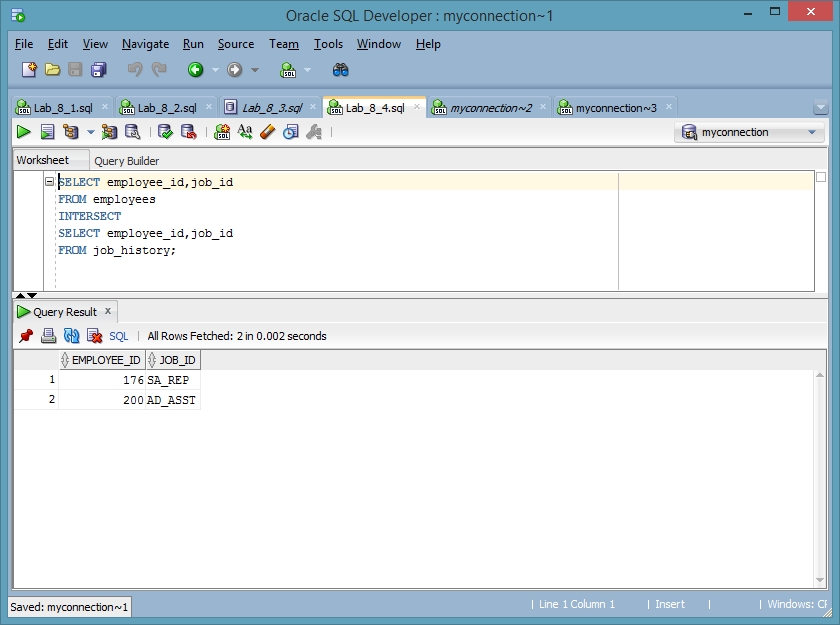 Oracle SQL Developer : myconnection~1
File Edit View Navigate Run Source Team Tools Window Help
Lab_8_1.sql Lab_8_2.sql Lab_8_3.sql Lab_8_4.sql myconnection~2 myconnection~3
Aa myconnection
Worksheet Query Builder
SELECT employee_id,job_id
FROM employees
INTERSECT
SELECT employee_id,job_id
FROM job_history;
Query Result x
SQL | All Rows Fetched: 2 in 0.002 seconds
EMPLOYEE_ID JOB_ID
1 176 SA_REP
2 200 AD_ASST
Saved: myconnection~1 | Line 1 Column 1 | Insert | | Windows: